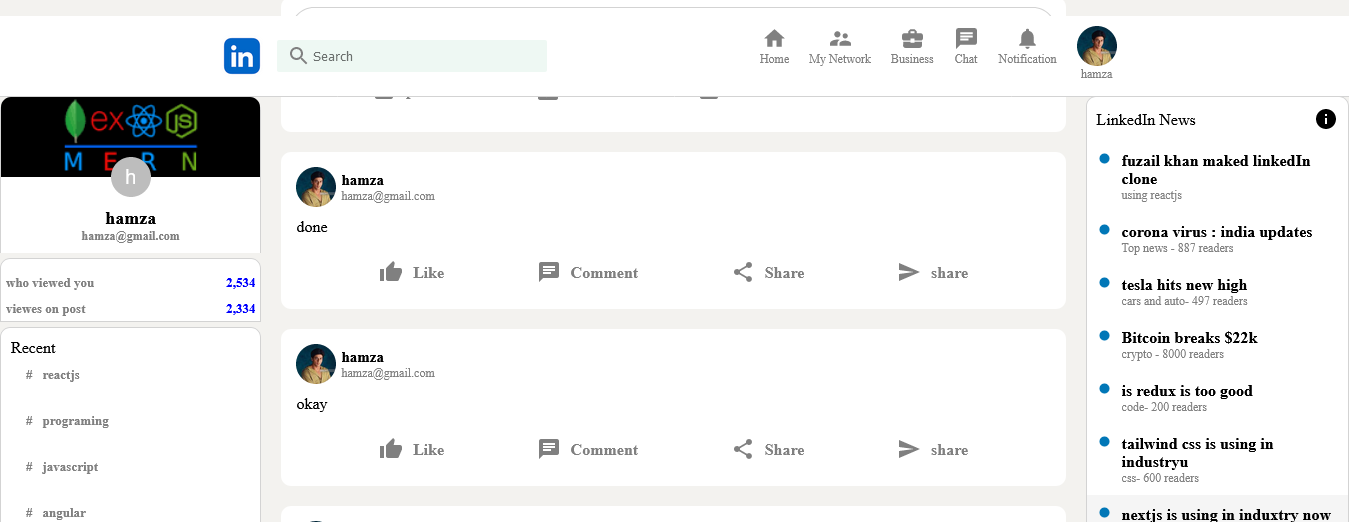 in
Search
Home
My Network
Business
Chat
Notification
hamza
ex JS
M E R N
h
hamza
hamza@gmail.com
who viewed you 2,534
viewes on post 2,334
Recent
# reactjs
# programing
# javascript
# angular
hamza
hamza@gmail.com
done
Like Comment Share share
hamza
hamza@gmail.com
okay
Like Comment Share share
LinkedIn News
fuzail khan maked linkedIn
clone
using reactjs
corona virus : india updates
Top news - 887 readers
tesla hits new high
cars and auto- 497 readers
Bitcoin breaks $22k
crypto - 8000 readers
is redux is too good
code- 200 readers
tailwind css is using in
industryu
css- 600 readers
nextjs is using in induxtry now